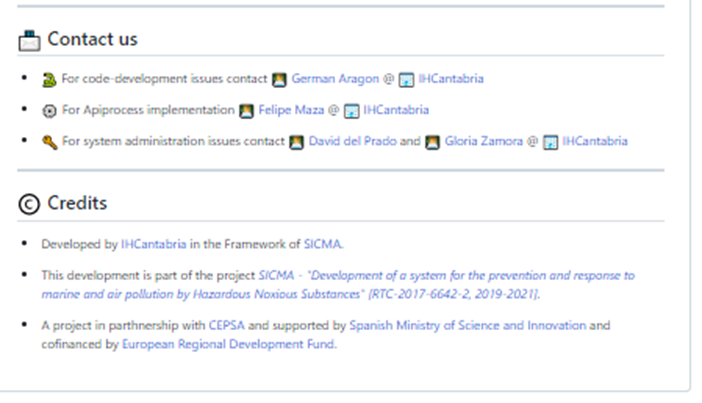 Contact us
For code-development issues contact German Aragon @ IHCantabria
For Apiprocess implementation Felipe Maza @ IHCantabria
For system administration issues contact David del Prado and Gloria Zamora @ IHCantabria
© Credits
Developed by IHCantabria in the Framework of SICMA.
This development is part of the project SICMA - "Development of a system for the prevention and response to
marine and air pollution by Hazardous Noxious Substances" [RTC-2017-6642-2, 2019-2021].
A project in parthnership with CEPSA and supported by Spanish Ministry of Science and Innovation and
cofinanced by European Regional Development Fund.